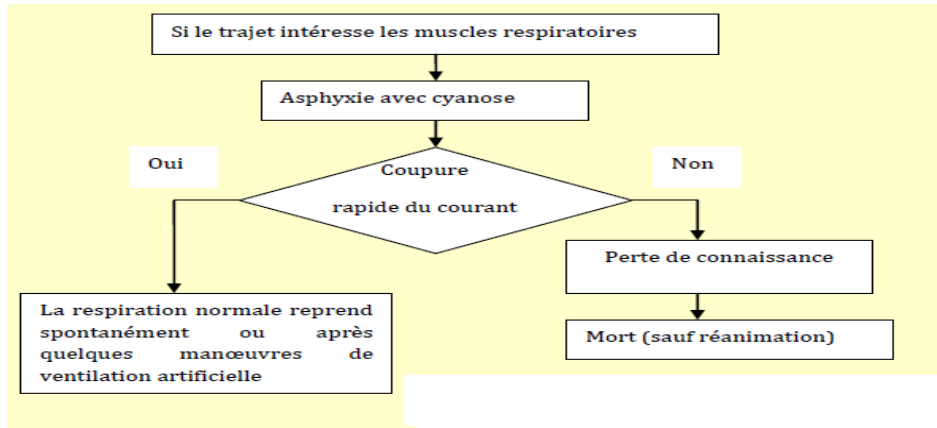 Si le trajet intéresse les muscles respiratoires
Asphyxie avec cyanose
Oui
Non
Coupure
rapide du courant
Perte de connaissance
La respiration normale reprend
spontanément ou après
quelques manœuvres de
ventilation artificielle
Mort (sauf réanimation)